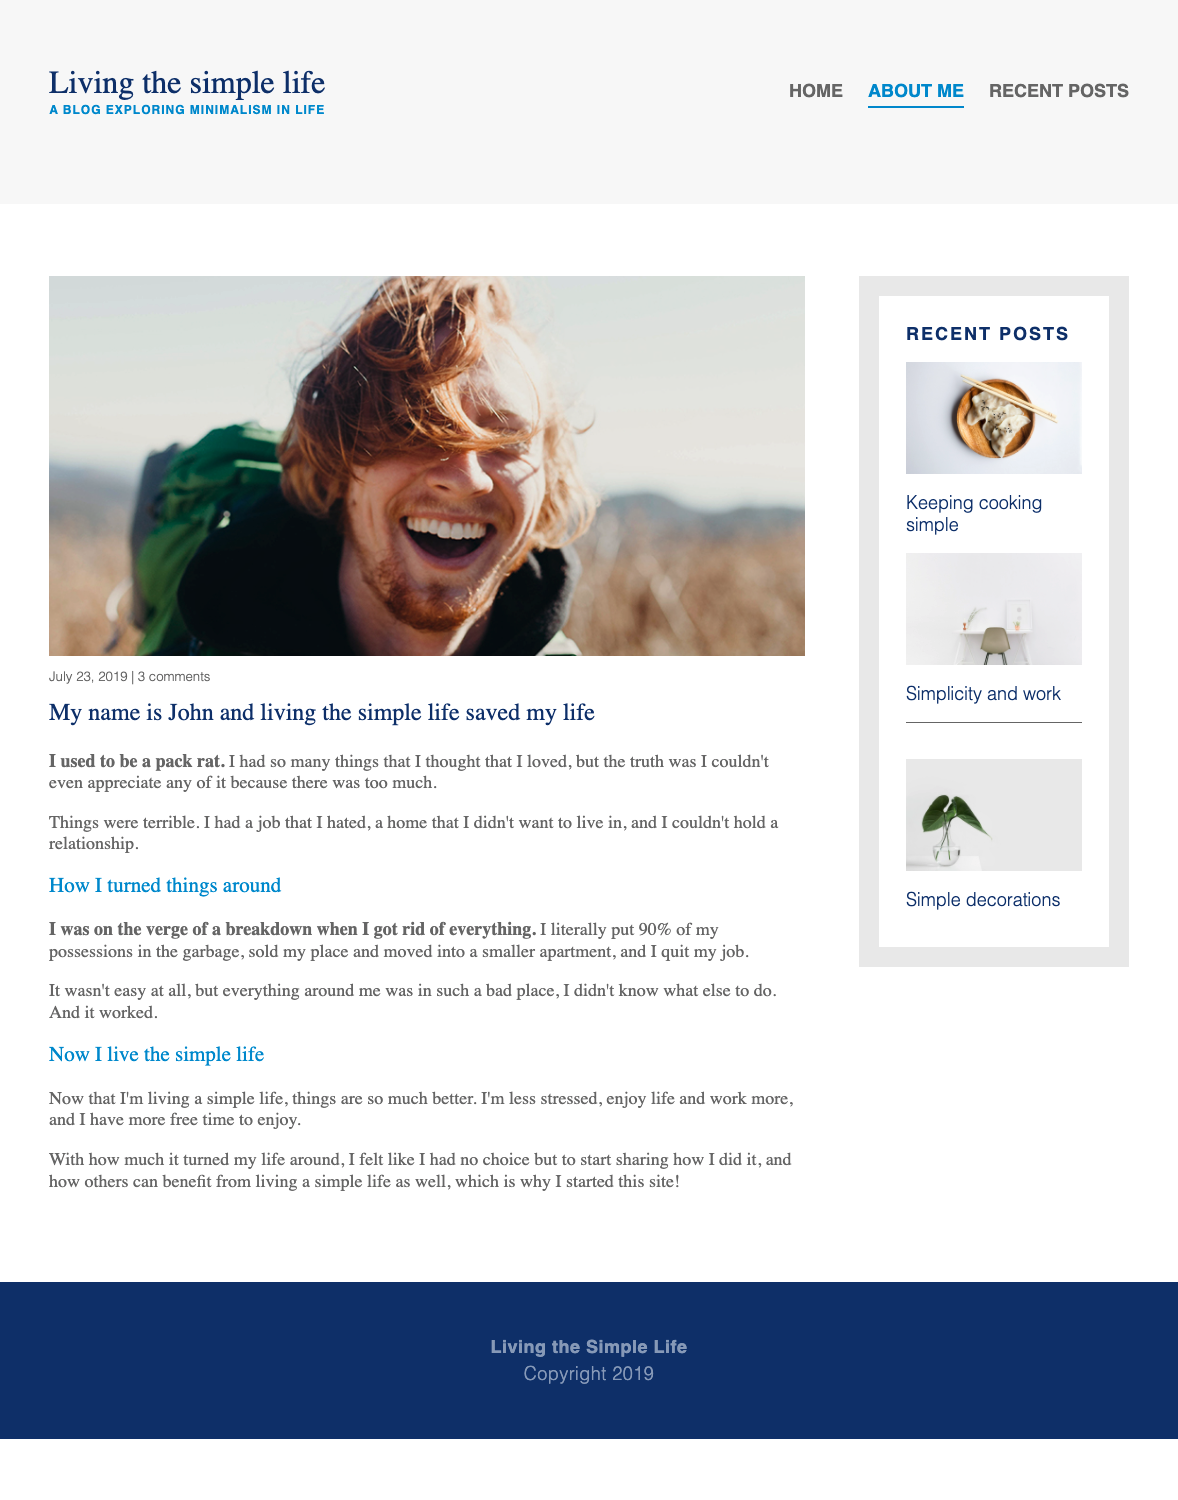 Living the simple life
A BLOG EXPLORING MINIMALISM IN LIFE
HOME ABOUT ME RECENT POSTS
July 23, 2019 | 3 comments
My name is John and living the simple life saved my life
I used to be a pack rat. I had so many things that I thought that I loved, but the truth was I couldn't
even appreciate any of it because there was too much.
Things were terrible. I had a job that I hated, a home that I didn't want to live in, and I couldn't hold a
relationship.
How I turned things around
I was on the verge of a breakdown when I got rid of everything. I literally put 90% of my
possessions in the garbage, sold my place and moved into a smaller apartment, and I quit my job.
It wasn't easy at all, but everything around me was in such a bad place, I didn't know what else to do.
And it worked.
Now I live the simple life
Now that I'm living a simple life, things are so much better. I'm less stressed, enjoy life and work more,
and I have more free time to enjoy.
With how much it turned my life around, I felt like I had no choice but to start sharing how I did it, and
how others can benefit from living a simple life as well, which is why I started this site!
RECENT POSTS
Keeping cooking
simple
Simplicity and work
Simple decorations
Living the Simple Life
Copyright 2019